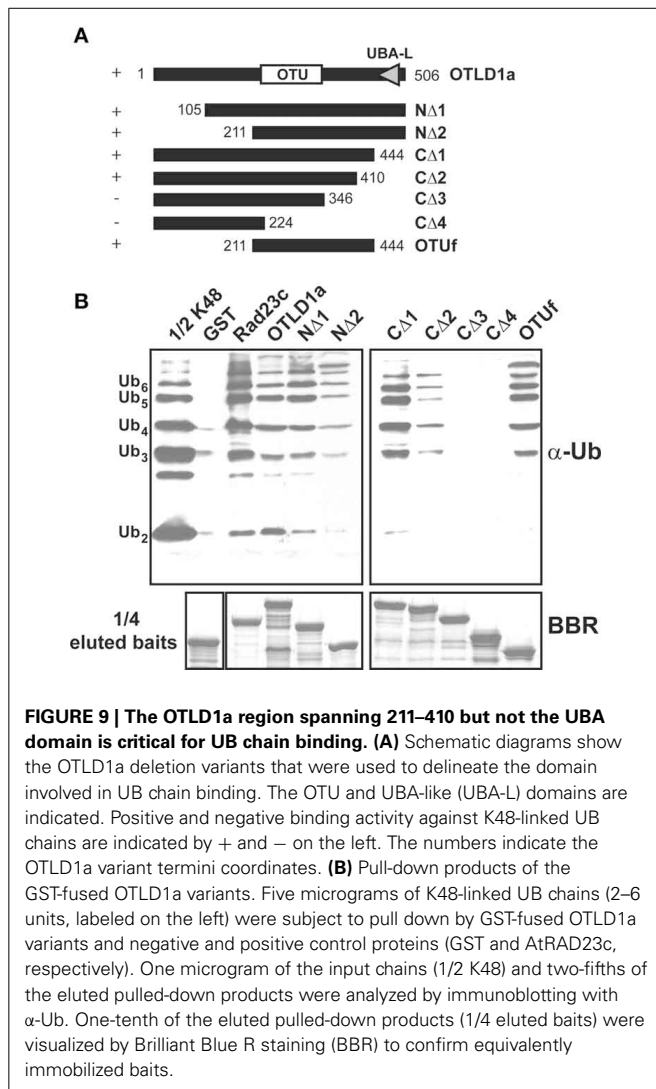 A
UBA-L
+ 1 OTU 506 OTLD1a
+ 105 NΔ1
+ 211 NΔ2
+ 444 CΔ1
+ 410 CΔ2
- 346 CΔ3
- 224 CΔ4
+ 211 444 OTUf
B
1/2 K48 GST Rad23c OTLD1a NΔ1 NΔ2 CΔ1 CΔ2 CΔ3 CΔ4 OTUf
Ub6
Ub5
Ub4
Ub3
α-Ub
Ub2
1/4
eluted baits
BBR
FIGURE 9 | The OTLD1a region spanning 211–410 but not the UBA
domain is critical for UB chain binding. (A) Schematic diagrams show
the OTLD1a deletion variants that were used to delineate the domain
involved in UB chain binding. The OTU and UBA-like (UBA-L) domains are
indicated. Positive and negative binding activity against K48-linked UB
chains are indicated by + and − on the left. The numbers indicate the
OTLD1a variant termini coordinates. (B) Pull-down products of the
GST-fused OTLD1a variants. Five micrograms of K48-linked UB chains (2–6
units, labeled on the left) were subject to pull down by GST-fused OTLD1a
variants and negative and positive control proteins (GST and AtRAD23c,
respectively). One microgram of the input chains (1/2 K48) and two-fifths of
the eluted pulled-down products were analyzed by immunoblotting with
α-Ub. One-tenth of the eluted pulled-down products (1/4 eluted baits) were
visualized by Brilliant Blue R staining (BBR) to confirm equivalently
immobilized baits.